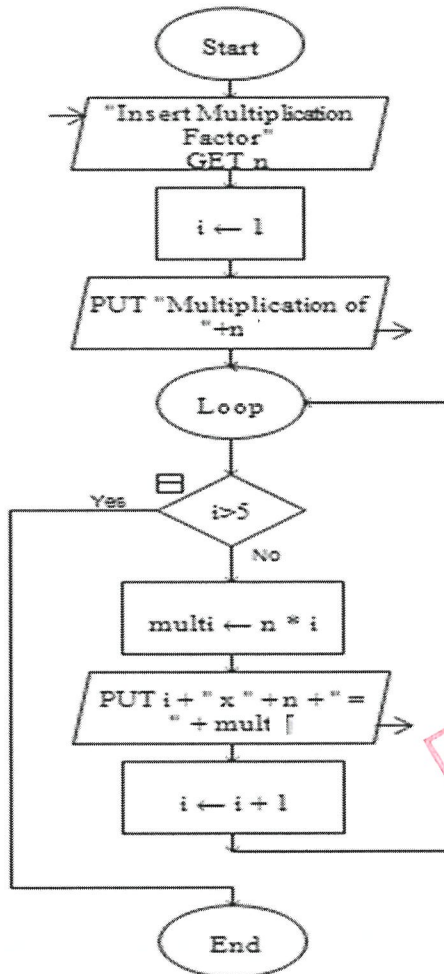 Start
"Insert Multiplication
Factor"
GET n
i ← 1
PUT "Multiplication of
"+n
Loop
Yes
i>5
No
multi ← n * i
PUT i + " x " +n +" =
" + mult
i ← i + 1
End